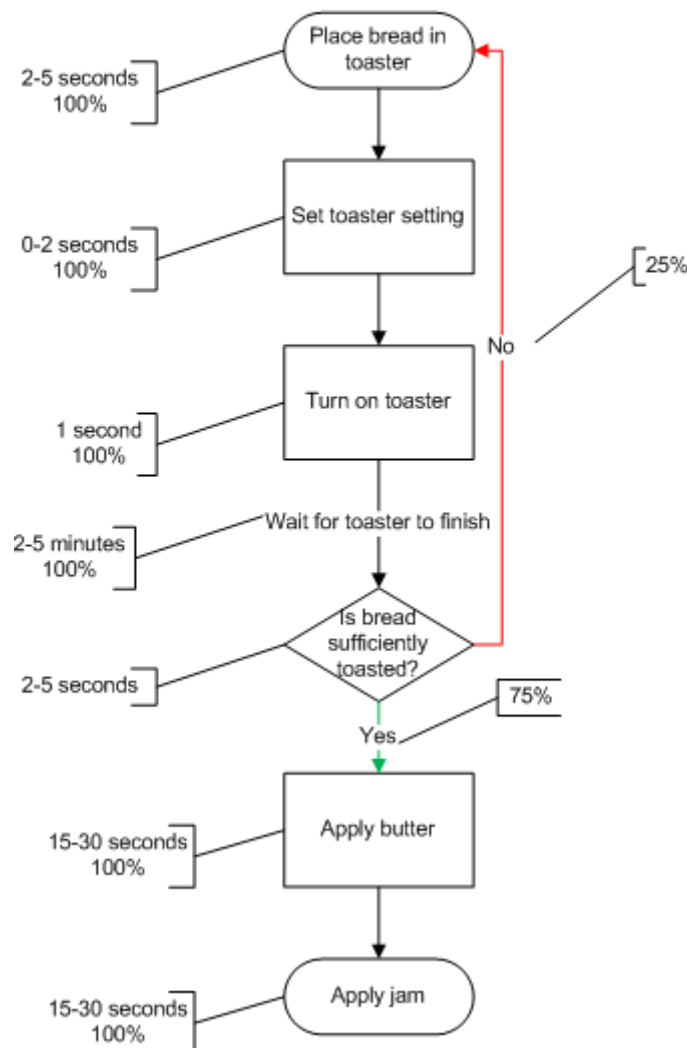 Place bread in
toaster
2-5 seconds
100%
Set toaster setting
0-2 seconds
100%
25%
No
Turn on toaster
1 second
100%
Wait for toaster to finish
2-5 minutes
100%
Is bread
sufficiently
toasted?
2-5 seconds
75%
Yes
Apply butter
15-30 seconds
100%
Apply jam
15-30 seconds
100%